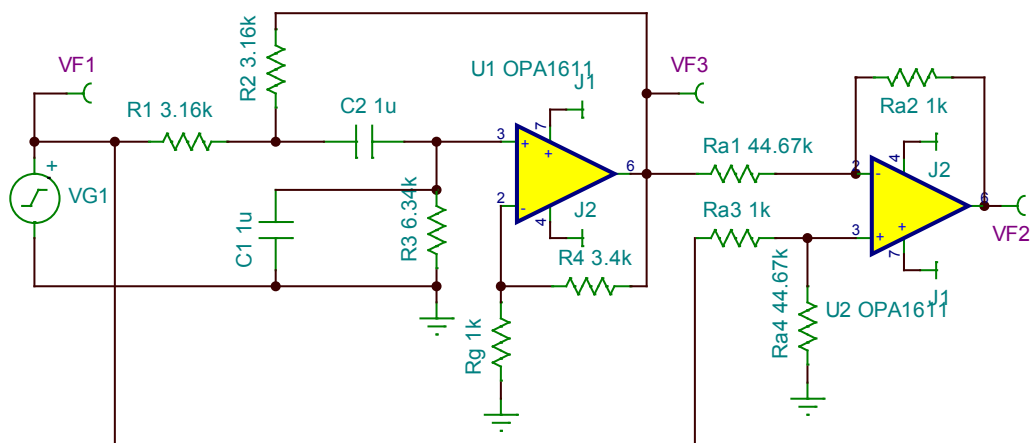 VF1
R1 3.16k
R2 3.16k
C2 1u
U1 OPA1611
J1
VF3
Ra2 1k
+
VG1
C1 1u
R3 6.34k
3
+
7
+
2
-
4
6
J2
R4 3.4k
Rg 1k
Ra1 44.67k
Ra3 1k
Ra4 44.67k
2
-
4
J2
3
+
+
7
6
VF2
J1
U2 OPA1611